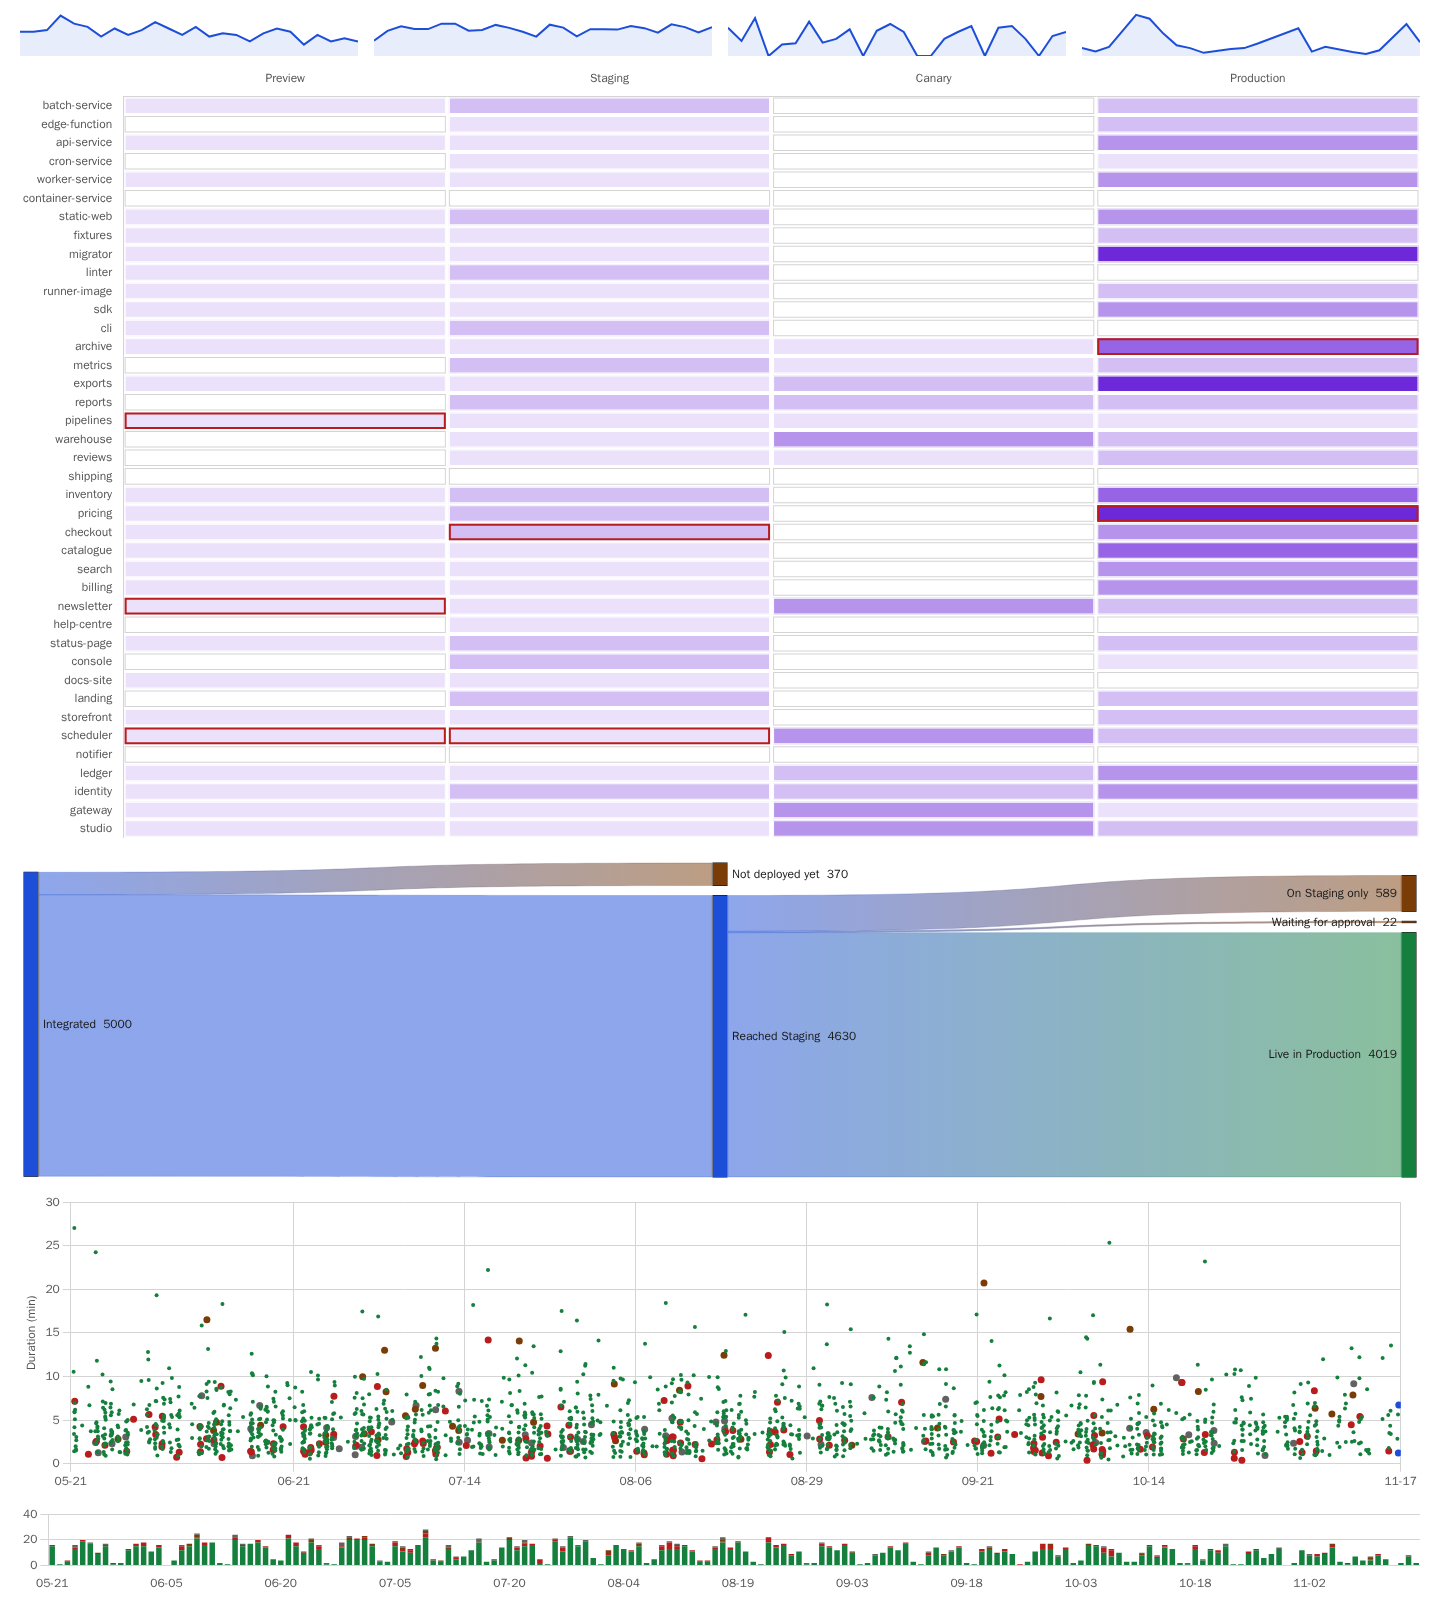 Preview Staging Canary Production
batch-service
edge-function
api-service
cron-service
worker-service
container-service
static-web
fixtures
migrator
linter
runner-image
sdk
cli
archive
metrics
exports
reports
pipelines
warehouse
reviews
shipping
inventory
pricing
checkout
catalogue
search
billing
newsletter
help-centre
status-page
console
docs-site
landing
storefront
scheduler
notifier
ledger
identity
gateway
studio
Not deployed yet 370
On Staging only 589
Waiting for approval 22
Integrated 5000
Reached Staging 4630
Live in Production 4019
Duration (min)
30
25
20
15
10
5
0
05-21 06-21 07-14 08-06 08-29 09-21 10-14 11-17
40
20
0
05-21 06-05 06-20 07-05 07-20 08-04 08-19 09-03 09-18 10-03 10-18 11-02